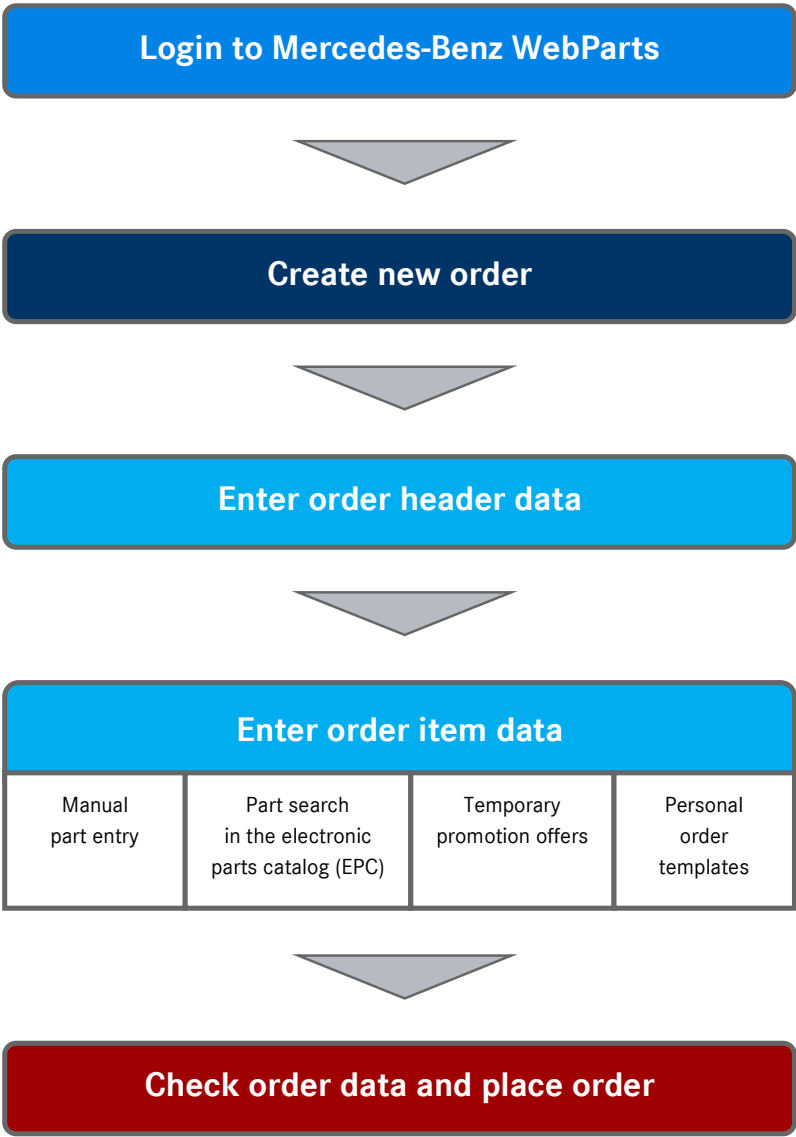 Login to Mercedes-Benz WebParts
Create new order
Enter order header data
Enter order item data
Manual
part entry
Part search
in the electronic
parts catalog (EPC)
Temporary
promotion offers
Personal
order
templates
Check order data and place order